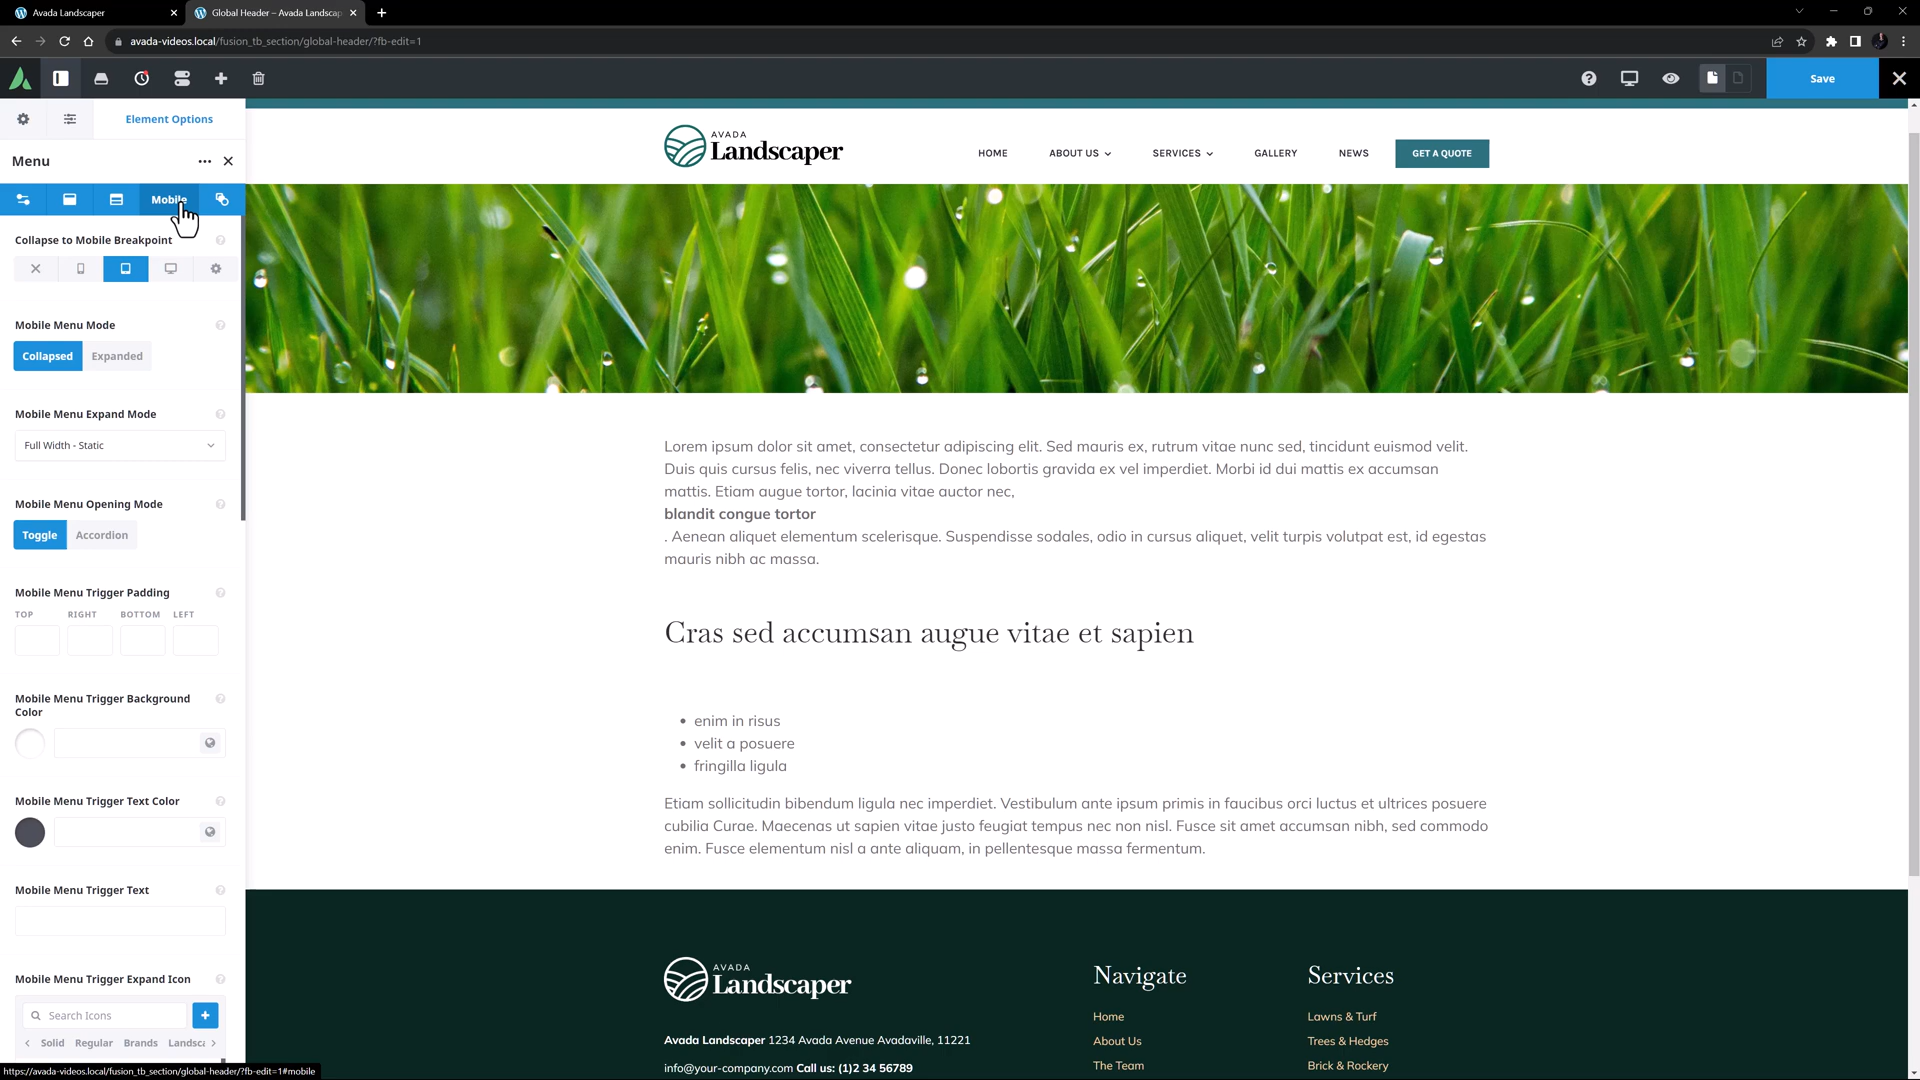 Avada Landscaper
Global Header – Avada Landscap
avada-videos.local/fusion_tb_section/global-header/?fb-edit=1
Save
Element Options
Menu
Mobile
Collapse to Mobile Breakpoint
Mobile Menu Mode
Collapsed Expanded
Mobile Menu Expand Mode
Full Width - Static
Mobile Menu Opening Mode
Toggle Accordion
Mobile Menu Trigger Padding
TOP RIGHT BOTTOM LEFT
Mobile Menu Trigger Background
Color
Mobile Menu Trigger Text Color
Mobile Menu Trigger Text
Mobile Menu Trigger Expand Icon
Search Icons
Solid Regular Brands Landsca
https://avada-videos.local/fusion_tb_section/global-header/?fb-edit=1#mobile
AVADA
Landscaper
HOME ABOUT US SERVICES GALLERY NEWS GET A QUOTE
Lorem ipsum dolor sit amet, consectetur adipiscing elit. Sed mauris ex, rutrum vitae nunc sed, tincidunt euismod velit.
Duis quis cursus felis, nec viverra tellus. Donec lobortis gravida ex vel imperdiet. Morbi id dui mattis ex accumsan
mattis. Etiam augue tortor, lacinia vitae auctor nec,
blandit congue tortor
. Aenean aliquet elementum scelerisque. Suspendisse sodales, odio in cursus aliquet, velit turpis volutpat est, id egestas
mauris nibh ac massa.
Cras sed accumsan augue vitae et sapien
• enim in risus
• velit a posuere
• fringilla ligula
Etiam sollicitudin bibendum ligula nec imperdiet. Vestibulum ante ipsum primis in faucibus orci luctus et ultrices posuere
cubilia Curae. Maecenas ut sapien vitae justo feugiat tempus nec non nisl. Fusce sit amet accumsan nibh, sed commodo
enim. Fusce elementum nisl a ante aliquam, in pellentesque massa fermentum.
AVADA
Landscaper
Avada Landscaper 1234 Avada Avenue Avadaville, 11221
info@your-company.com Call us: (1)2 34 56789
Navigate
Home
About Us
The Team
Services
Lawns & Turf
Trees & Hedges
Brick & Rockery